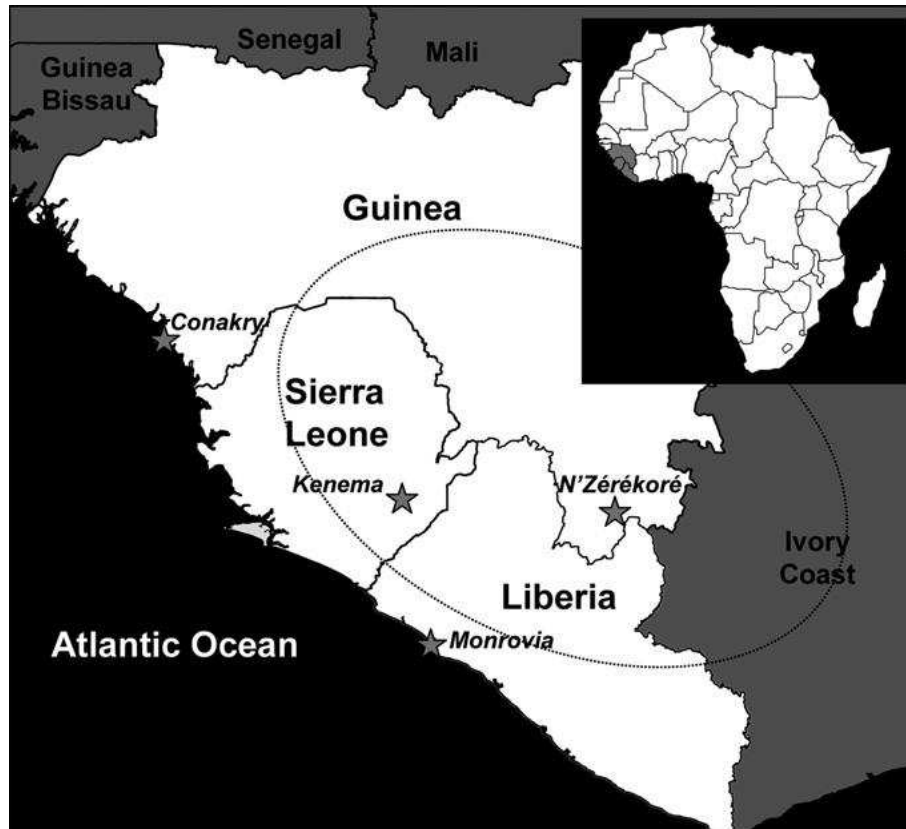 Senegal
Mali
Guinea
Bissau
Guinea
Conakry
Sierra
Leone
Kenema
N'Zérékoré
Ivory
Coast
Liberia
Atlantic Ocean
Monrovia